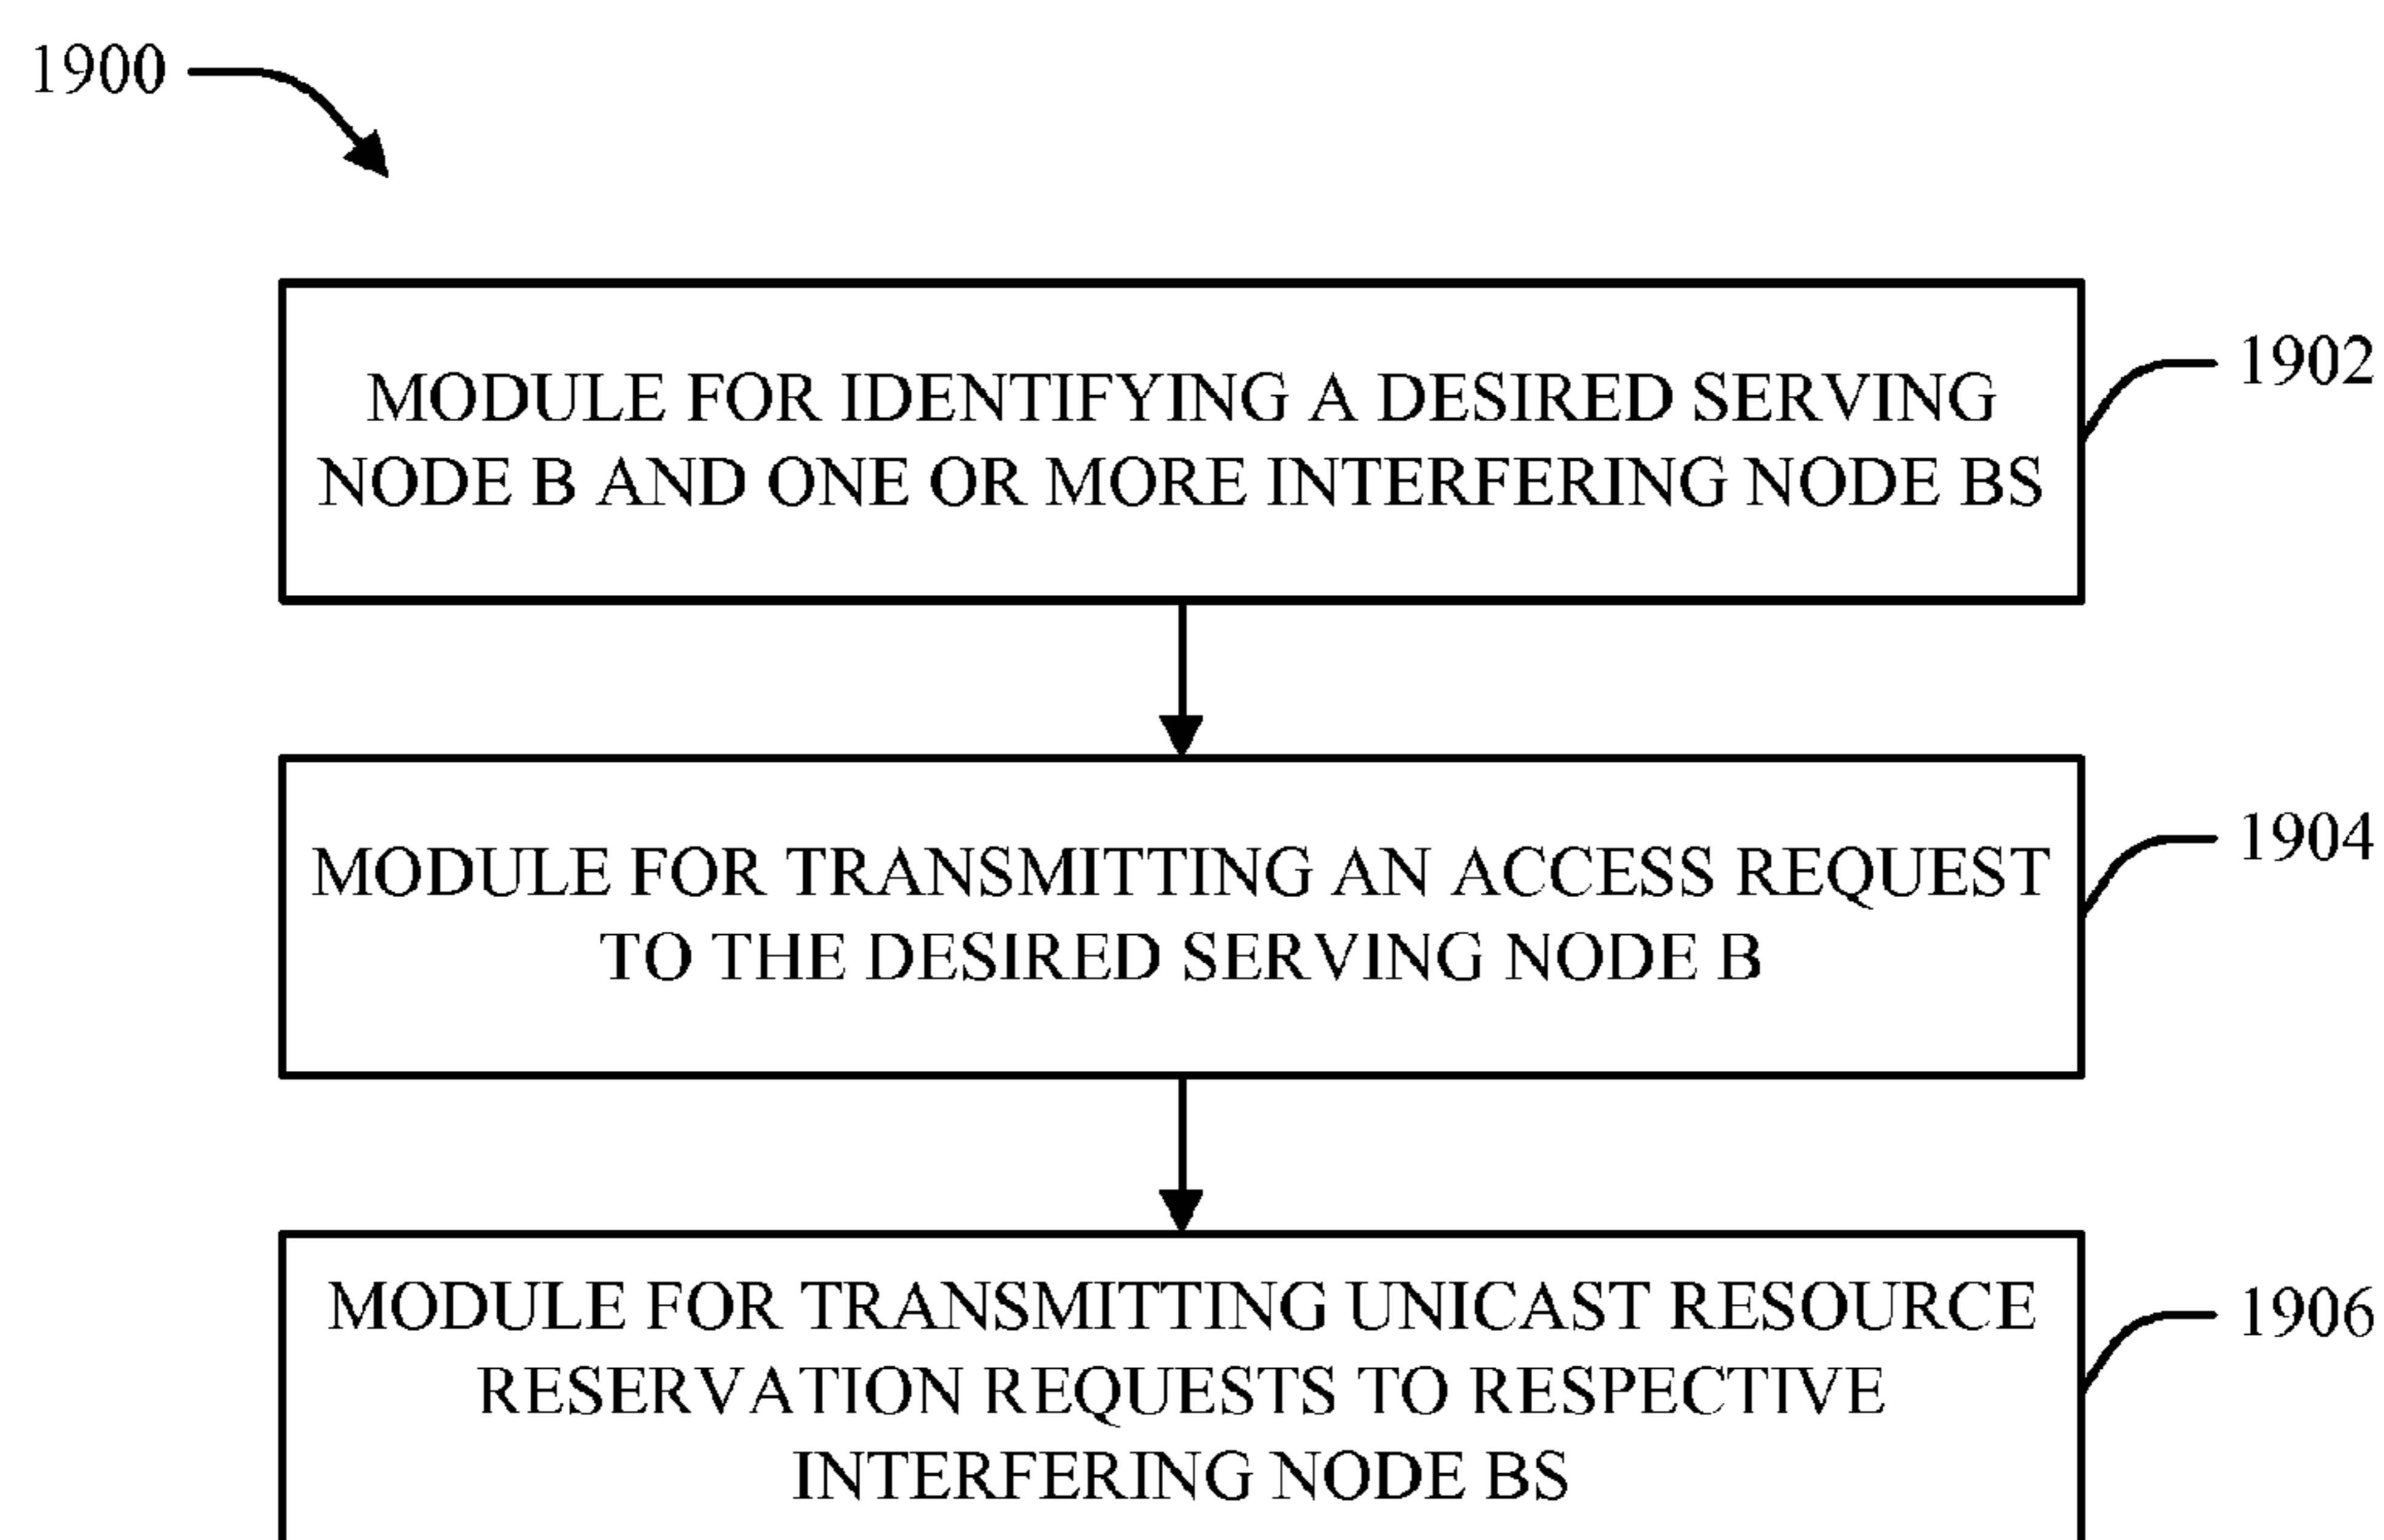 1900
MODULE FOR IDENTIFYING A DESIRED SERVING
NODE B AND ONE OR MORE INTERFERING NODE BS
1902
MODULE FOR TRANSMITTING AN ACCESS REQUEST
TO THE DESIRED SERVING NODE B
1904
MODULE FOR TRANSMITTING UNICAST RESOURCE
RESERVATION REQUESTS TO RESPECTIVE
INTERFERING NODE BS
1906